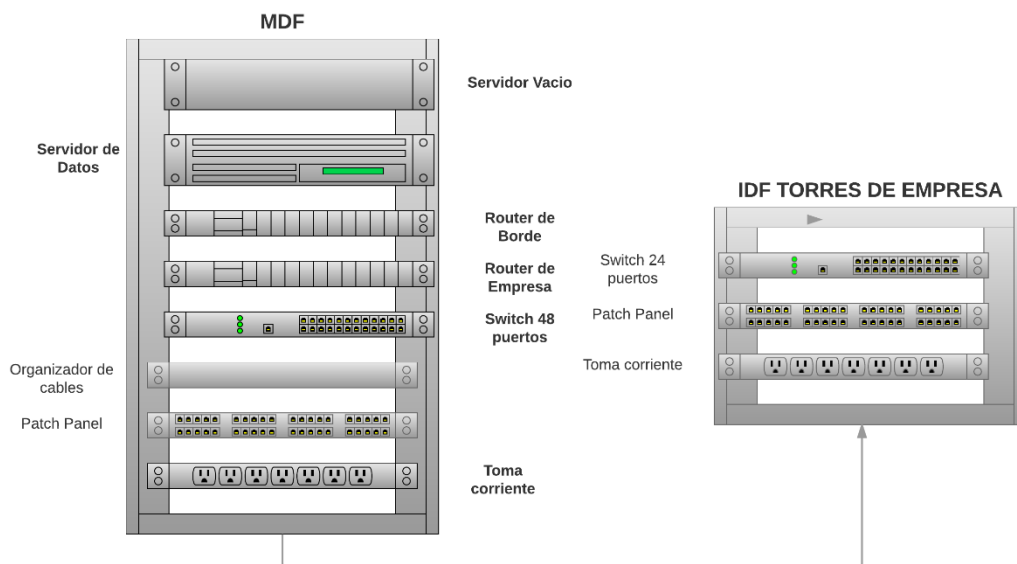 MDF
Servidor Vacio
Servidor de
Datos
Router de
Borde
Router de
Empresa
Switch 48
puertos
Organizador de
cables
Patch Panel
Toma
corriente
IDF TORRES DE EMPRESA
Switch 24
puertos
Patch Panel
Toma corriente